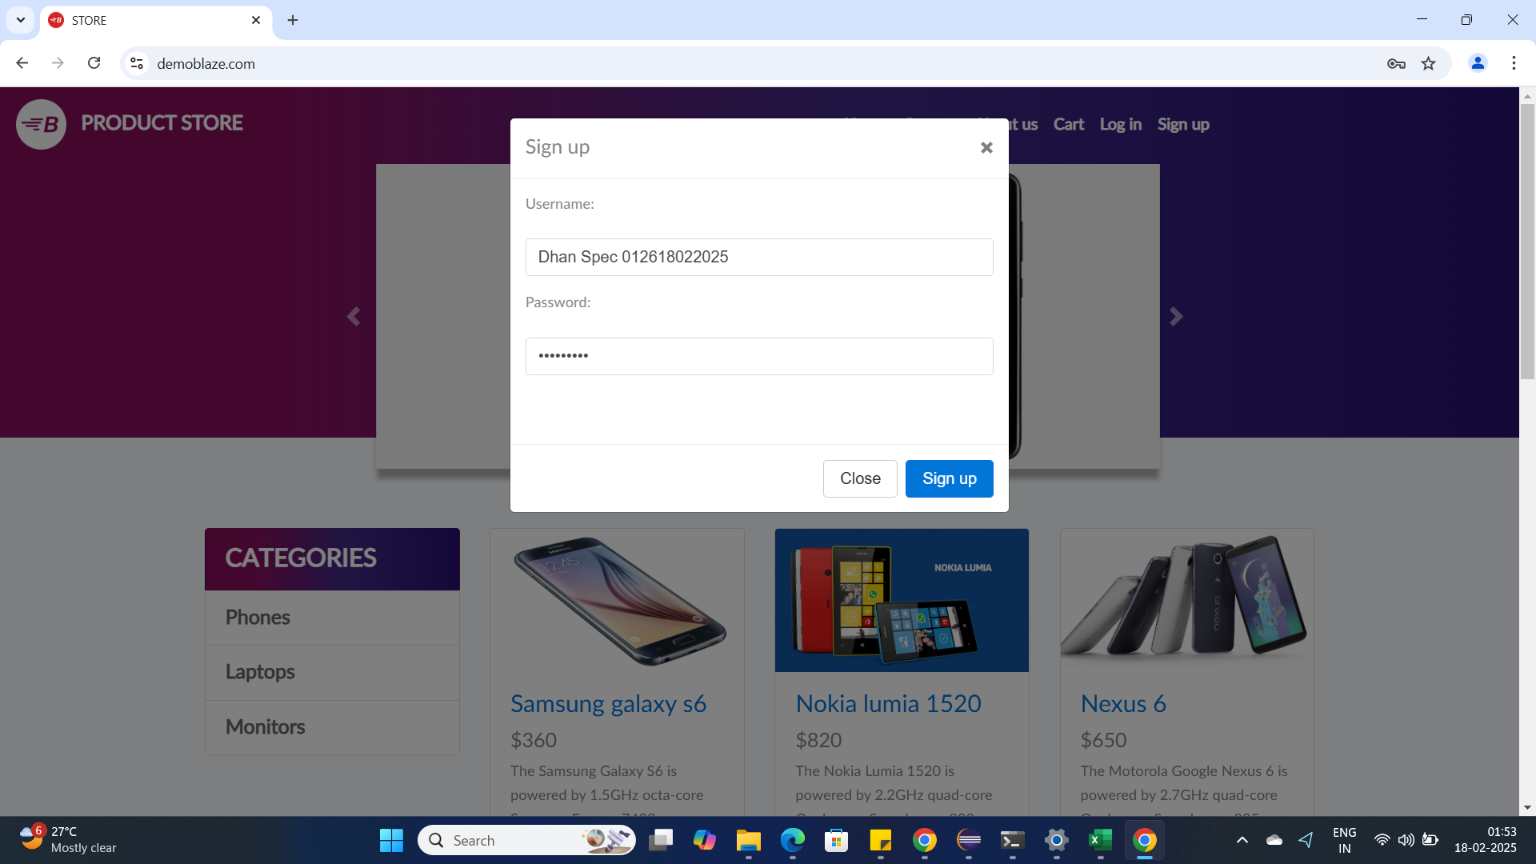 STORE
demoblaze.com
PRODUCT STORE
ut us
Cart
Log in
Sign up
Sign up
Username:
Dhan Spec 012618022025
Password:
Close
Sign up
CATEGORIES
Phones
Laptops
Monitors
NOKIA LUMIA
Samsung galaxy s6
$360
The Samsung Galaxy S6 is
powered by 1.5GHz octa-core
Nokia lumia 1520
$820
The Nokia Lumia 1520 is
powered by 2.2GHz quad-core
Nexus 6
$650
The Motorola Google Nexus 6 is
powered by 2.7GHz quad-core
6
27°C
Mostly clear
Search
ENG
IN
01:53
18-02-2025